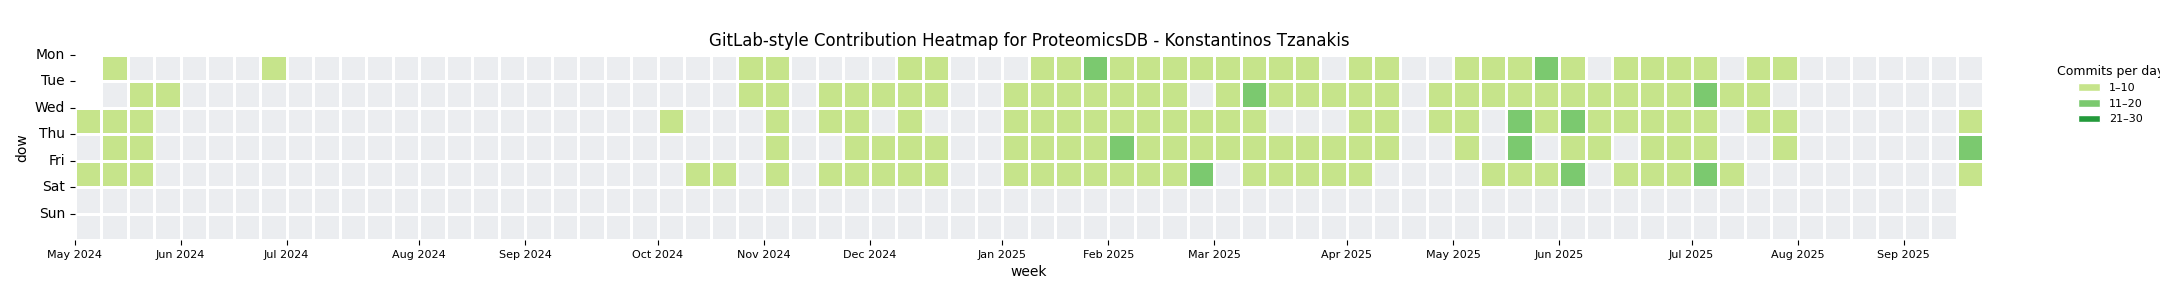 GitLab-style Contribution Heatmap for ProteomicsDB - Konstantinos Tzanakis
Mon
Tue
Wed
Thu
Fri
Sat
Sun
dow
May 2024 Jun 2024 Jul 2024 Aug 2024 Sep 2024 Oct 2024 Nov 2024 Dec 2024 Jan 2025 Feb 2025 Mar 2025 Apr 2025 May 2025 Jun 2025 Jul 2025 Aug 2025 Sep 2025
week
Commits per day
1–10
11–20
21–30